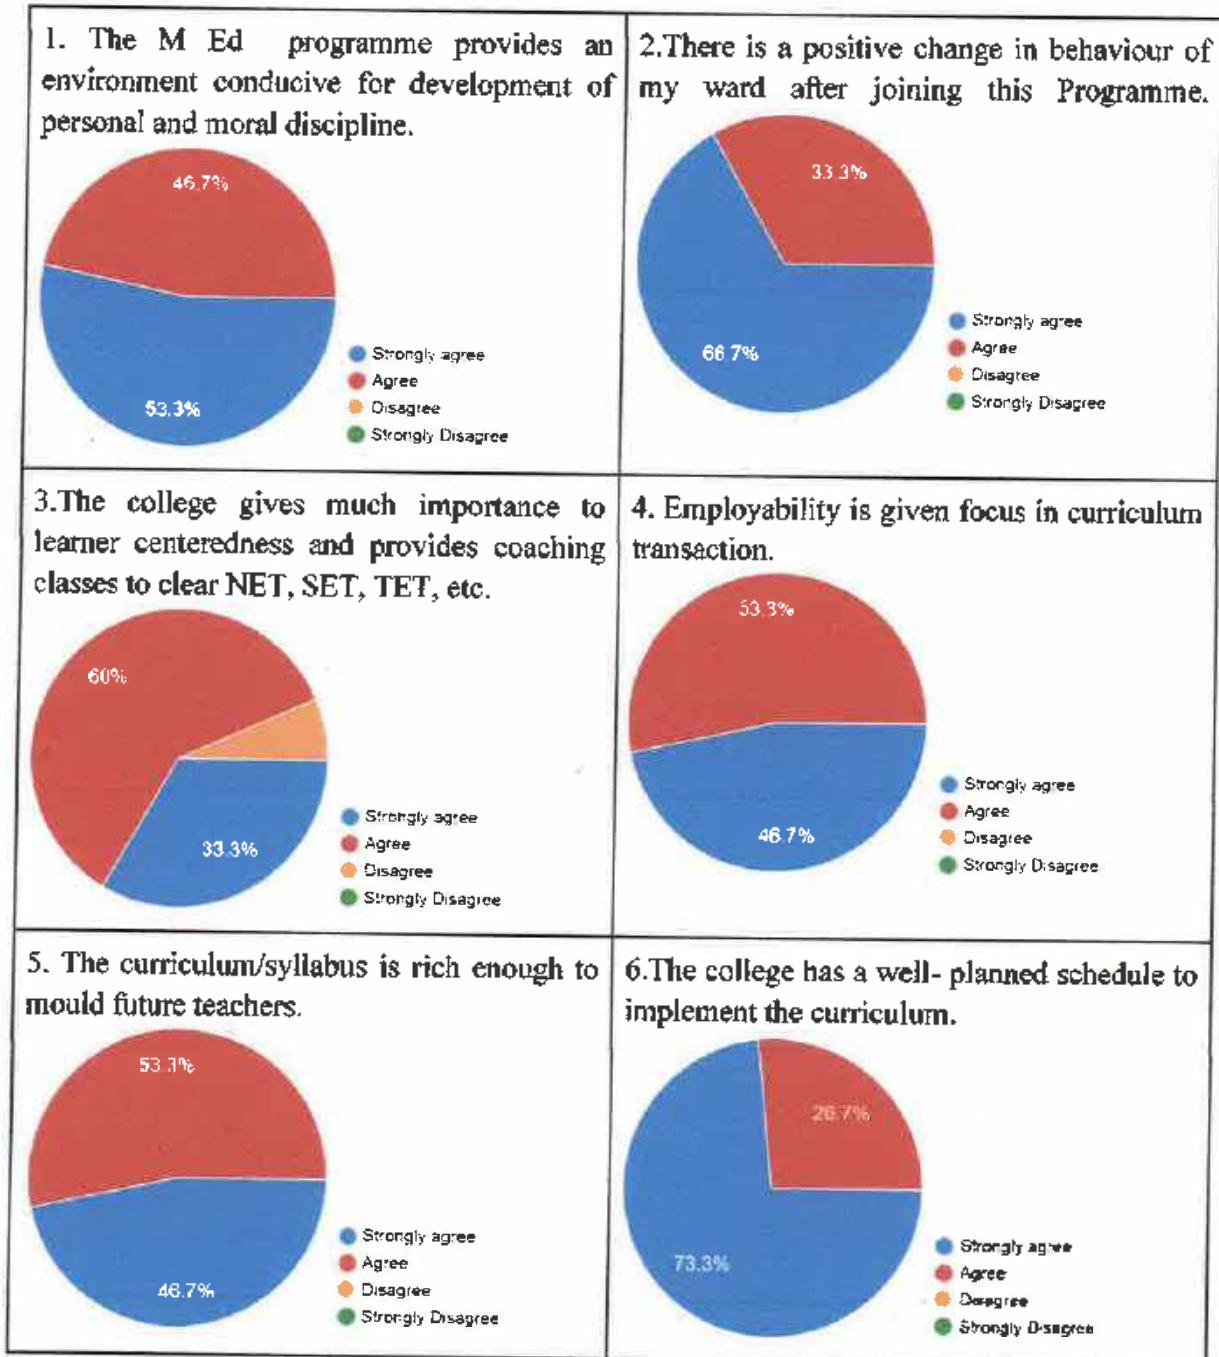 1. The M Ed programme provides an
environment conducive for development of
personal and moral discipline.
46.7%
53.3%
Strongly agree
Agree
Disagree
Strongly Disagree
2.There is a positive change in behaviour of
my ward after joining this Programme.
33.3%
66.7%
Strongly agree
Agree
Disagree
Strongly Disagree
3.The college gives much importance to
learner centeredness and provides coaching
classes to clear NET, SET, TET, etc.
60%
33.3%
Strongly agree
Agree
Disagree
Strongly Disagree
4. Employability is given focus in curriculum
transaction.
53.3%
46.7%
Strongly agree
Agree
Disagree
Strongly Disagree
5. The curriculum/syllabus is rich enough to
mould future teachers.
53.3%
46.7%
Strongly agree
Agree
Disagree
Strongly Disagree
6.The college has a well- planned schedule to
implement the curriculum.
26.7%
73.3%
Strongly agree
Agree
Disagree
Strongly Disagree